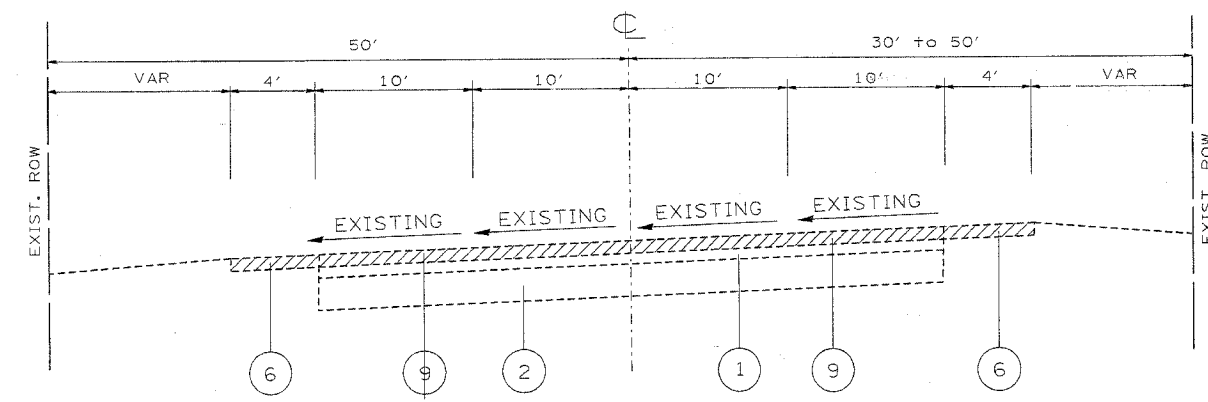 ℄
50' 30' to 50'
VAR 4' 10' 10' 10' 10' 4' VAR
EXIST. ROW
EXISTING EXISTING EXISTING EXISTING
EXIST. ROW
6 9 2 1 9 6